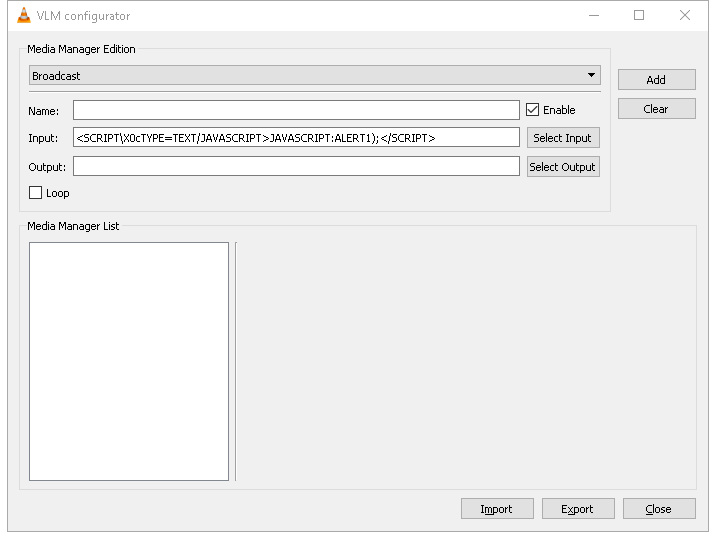 VLM configurator
Media Manager Edition
Broadcast
Add
Name:
Enable
Clear
Input: <SCRIPT\X0cTYPE=TEXT/JAVASCRIPT>JAVASCRIPT:ALERT1);</SCRIPT> Select Input
Output: Select Output
Loop
Media Manager List
Import Export Close